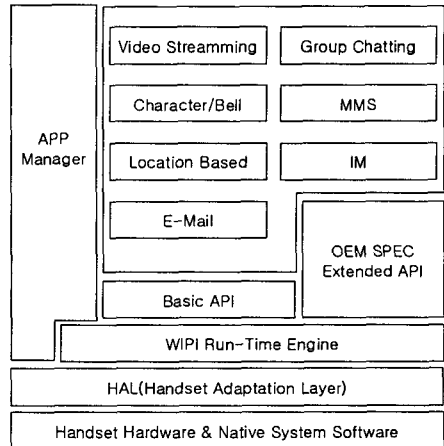 Video Streamming
Group Chatting
Character/Bell
MMS
APP
Manager
Location Based
IM
E-Mail
OEM SPEC
Extended API
Basic API
WIPI Run-Time Engine
HAL(Handset Adaptation Layer)
Handset Hardware & Native System Software